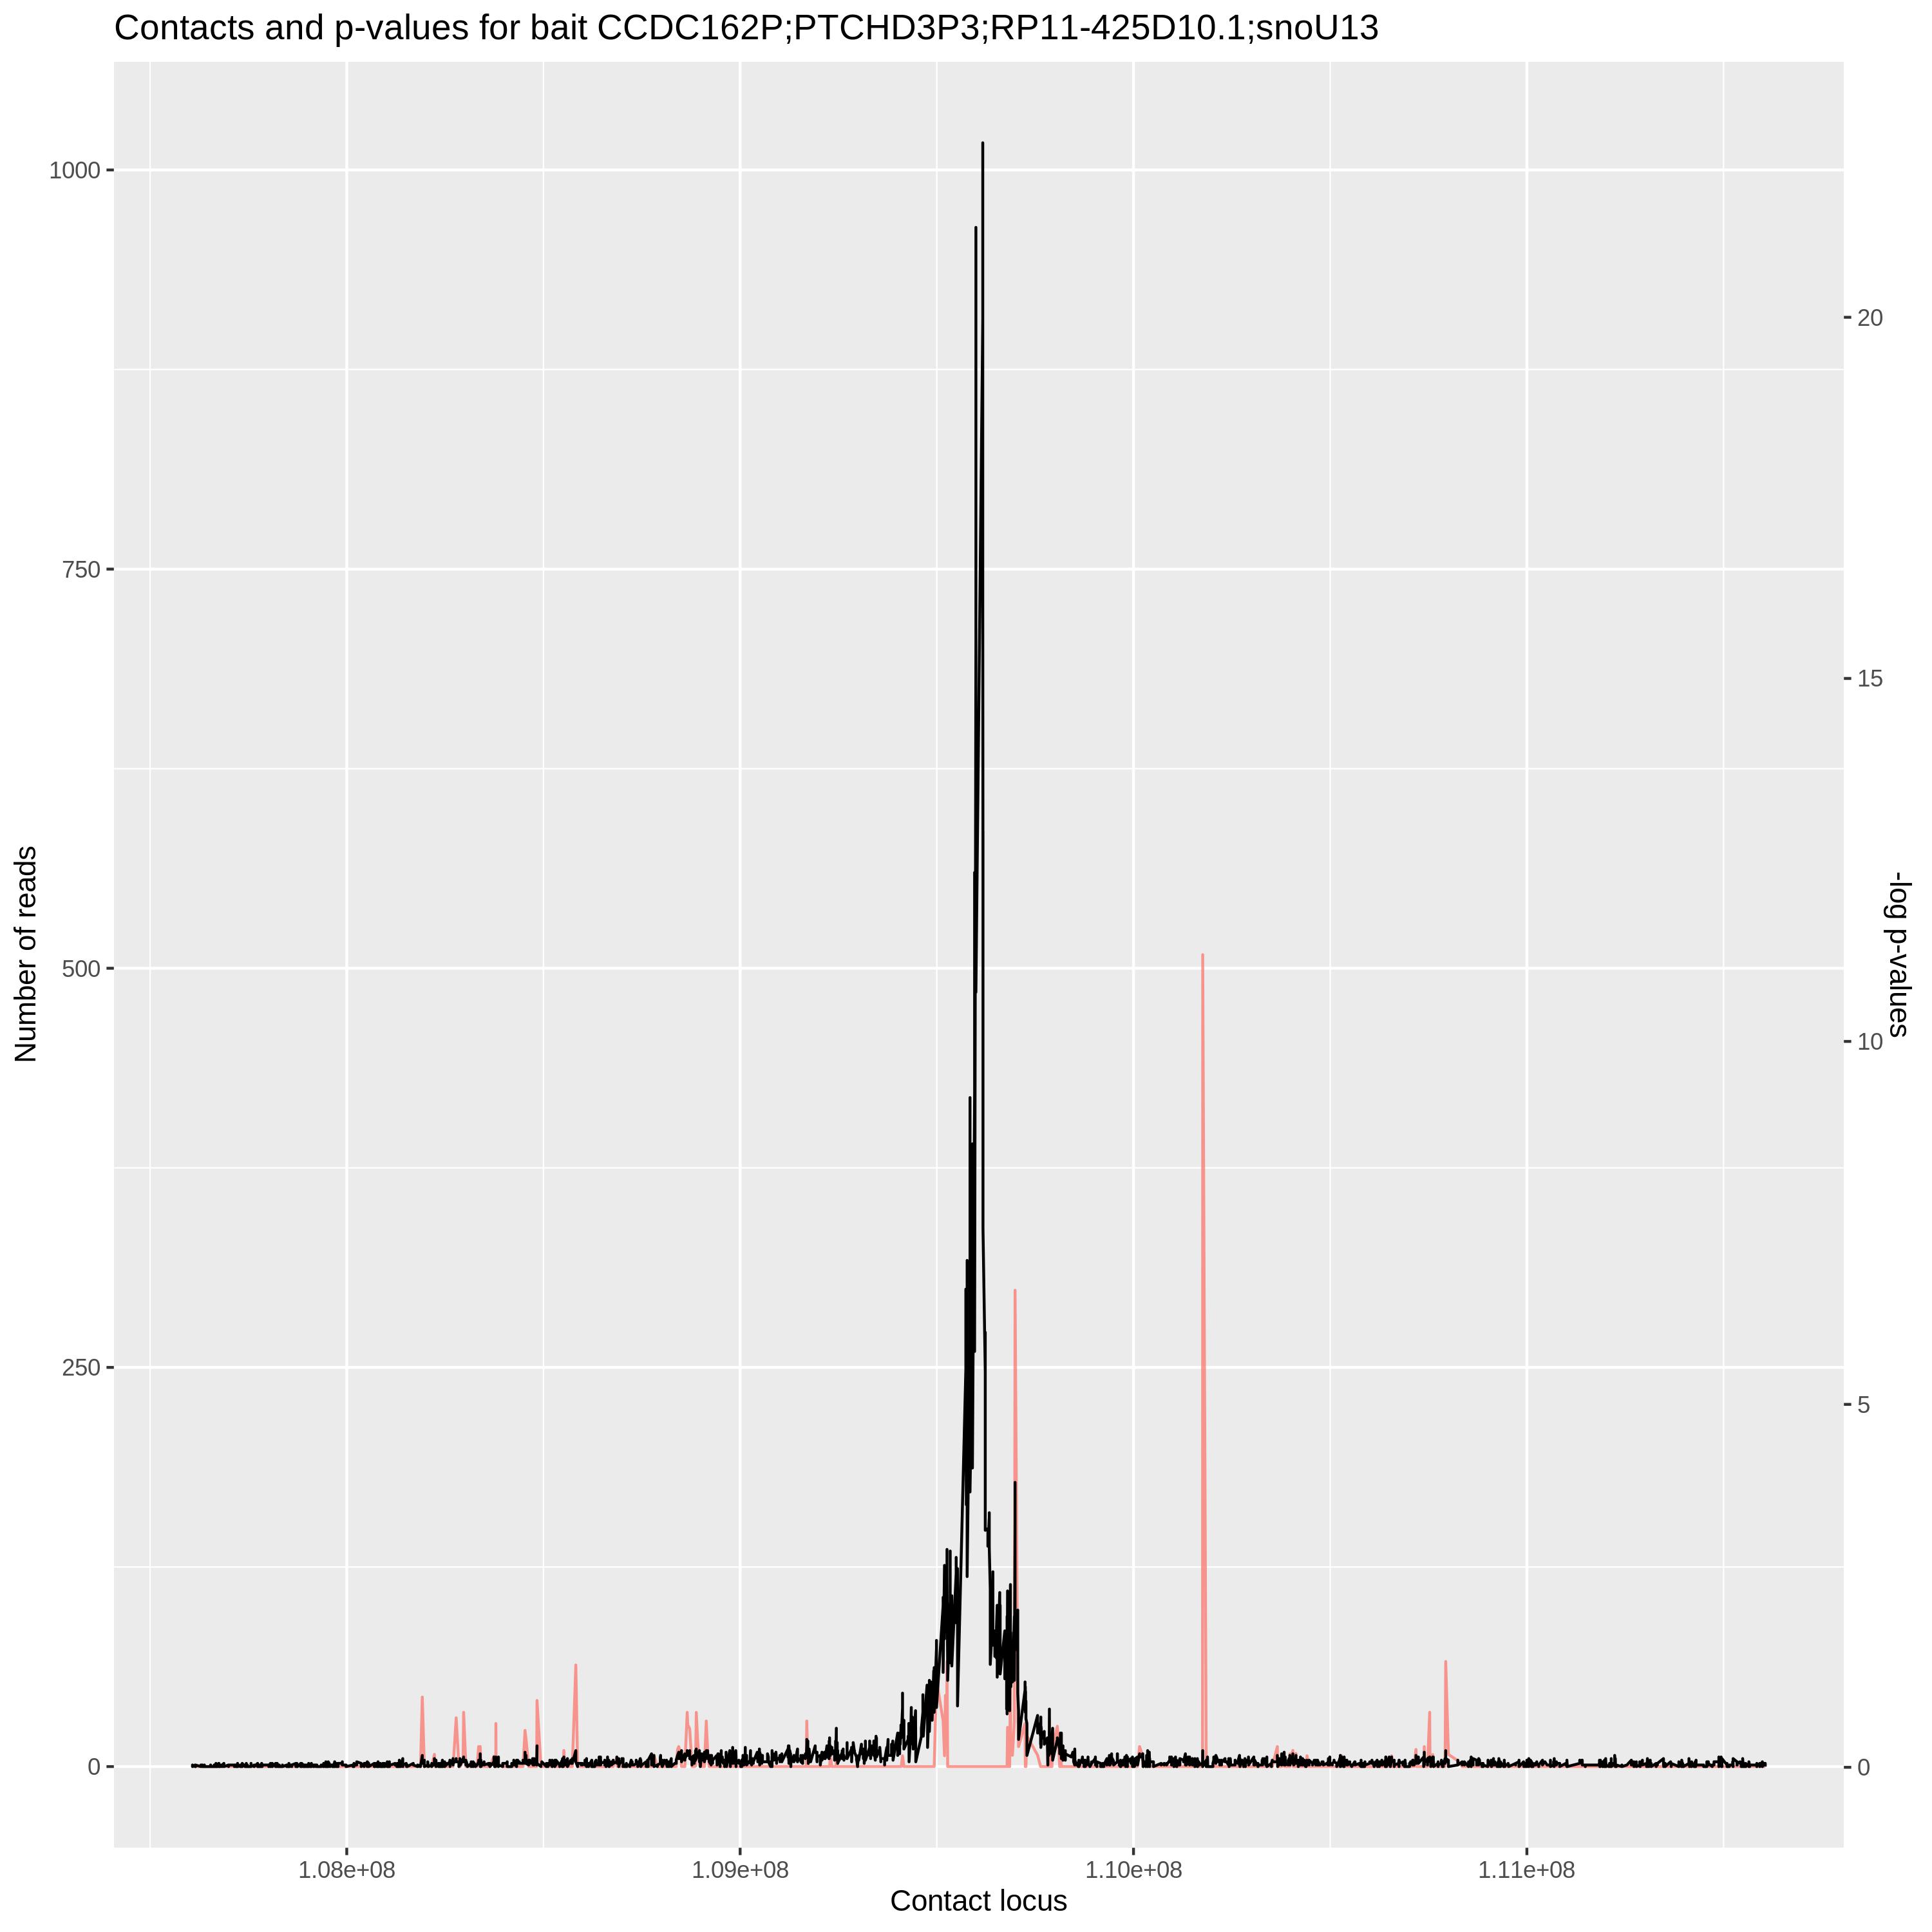 Contacts and p-values for bait CCDC162P;PTCHD3P3;RP11-425D10.1;snoU13
1000
750
500
250
0
Number of reads
20
15
10
5
0
-log p-values
1.08e+08
1.09e+08
1.10e+08
1.11e+08
Contact locus